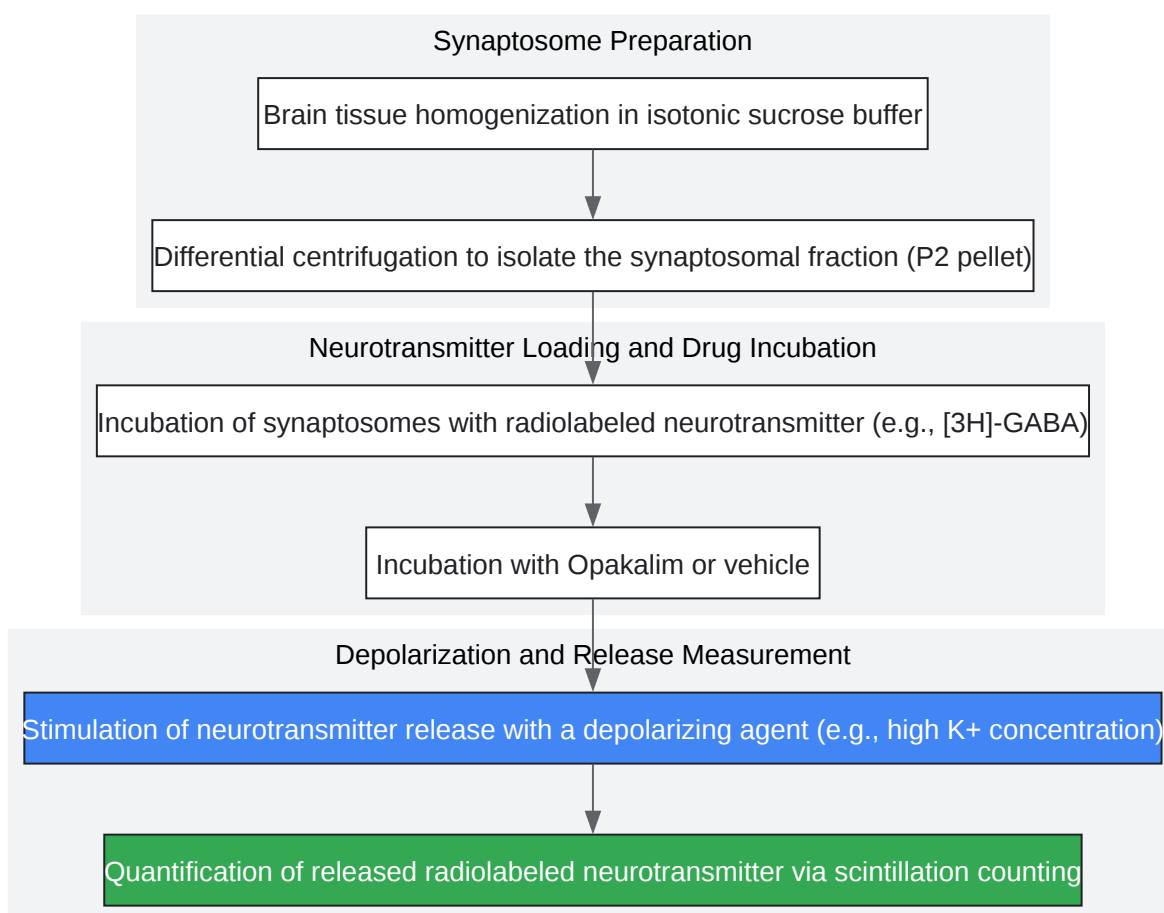 Synaptosome Preparation
Brain tissue homogenization in isotonic sucrose buffer
Differential centrifugation to isolate the synaptosomal fraction (P2 pellet)
Neurotransmitter Loading and Drug Incubation
Incubation of synaptosomes with radiolabeled neurotransmitter (e.g., [3H]-GABA)
Incubation with Opakalim or vehicle
Depolarization and Release Measurement
Stimulation of neurotransmitter release with a depolarizing agent (e.g., high K+ concentration)
Quantification of released radiolabeled neurotransmitter via scintillation counting